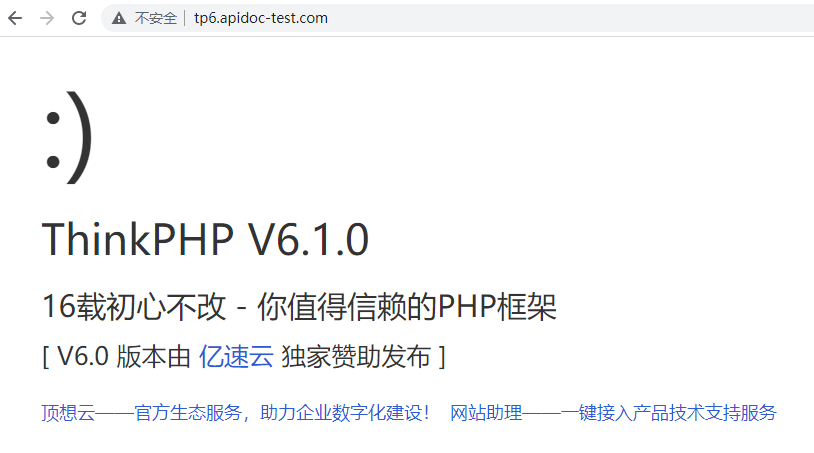 不安全 | tp6.apidoc-test.com
:)
ThinkPHP V6.1.0
16载初心不改 - 你值得信赖的PHP框架
[ V6.0 版本由 亿速云 独家赞助发布 ]
顶想云——官方生态服务，助力企业数字化建设！ 网站助理——一键接入产品技术支持服务